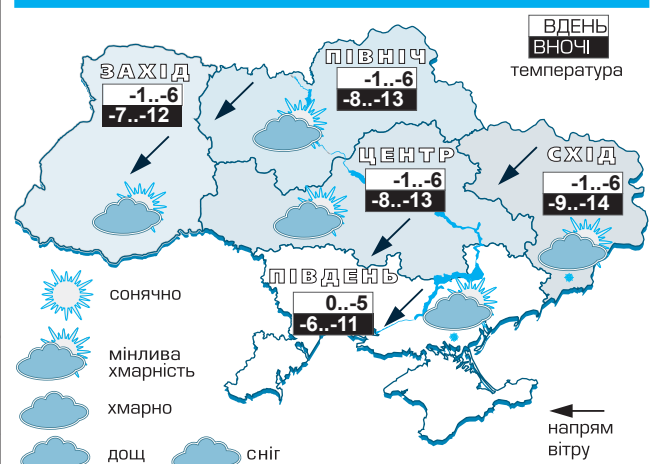 ВДЕНЬ
ВНОЧІ
температура
ПІВНІЧ
-1..-6
-8..-13
ЗАХІД
-1..-6
-7..-12
ЦЕНТР
-1..-6
-8..-13
СХІД
-1..-6
-9..-14
ПІВДЕНЬ
0..-5
-6..-11
сонячно
мінлива
хмарність
хмарно
дощ
сніг
напрям
вітру